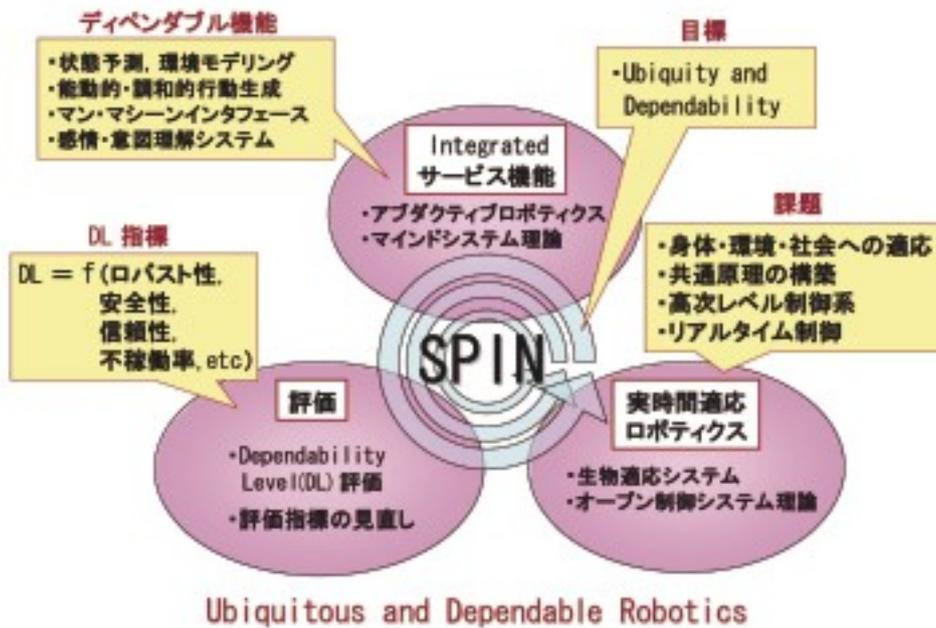 ディペンダブル機能
・状態予測, 環境モデリング
・能動的・調和的行動生成
・マン・マシーンインタフェース
・感情・意図理解システム
目標
・Ubiquity and
Dependability
Integrated
サービス機能
・アブダクティブロボティクス
・マインドシステム理論
DL 指標
DL = f(ロバスト性,
安全性,
信頼性,
不稼働率, etc)
課題
・身体・環境・社会への適応
・共通原理の構築
・高次レベル制御系
・リアルタイム制御
SPIN
評価
・Dependability
Level(DL) 評価
・評価指標の見直し
実時間適応
ロボティクス
・生物適応システム
・オープン制御システム理論
Ubiquitous and Dependable Robotics